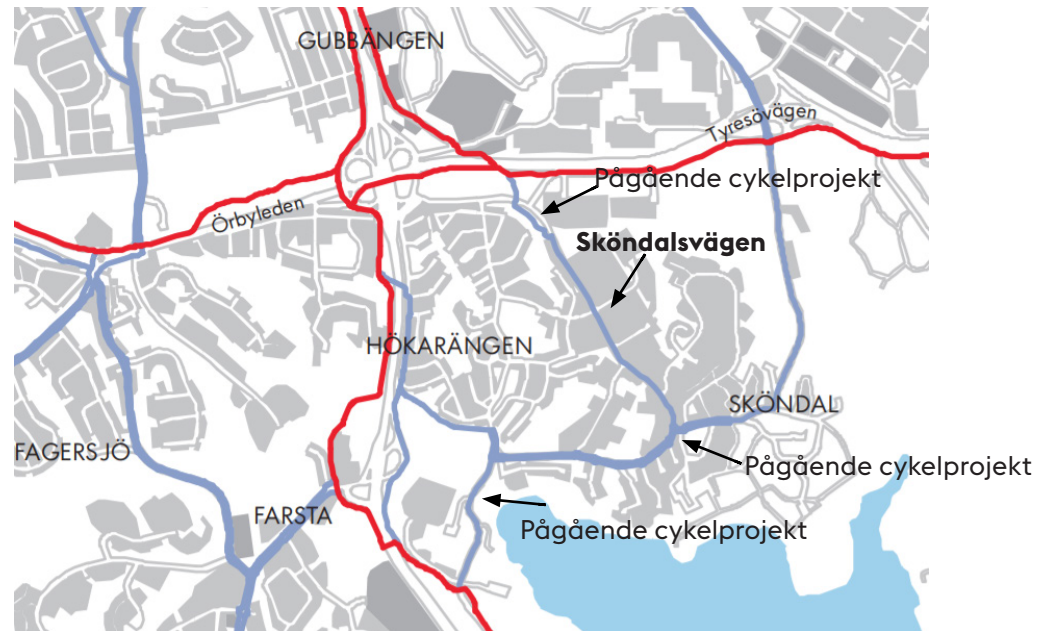 GUBBÄNGEN
Tyresövägen
Pågående cykelprojekt
Örbyleden
Sköndalsvägen
HÖKARÄNGEN
SKÖNDAL
FAGERSJÖ
Pågående cykelprojekt
FARSTA
Pågående cykelprojekt